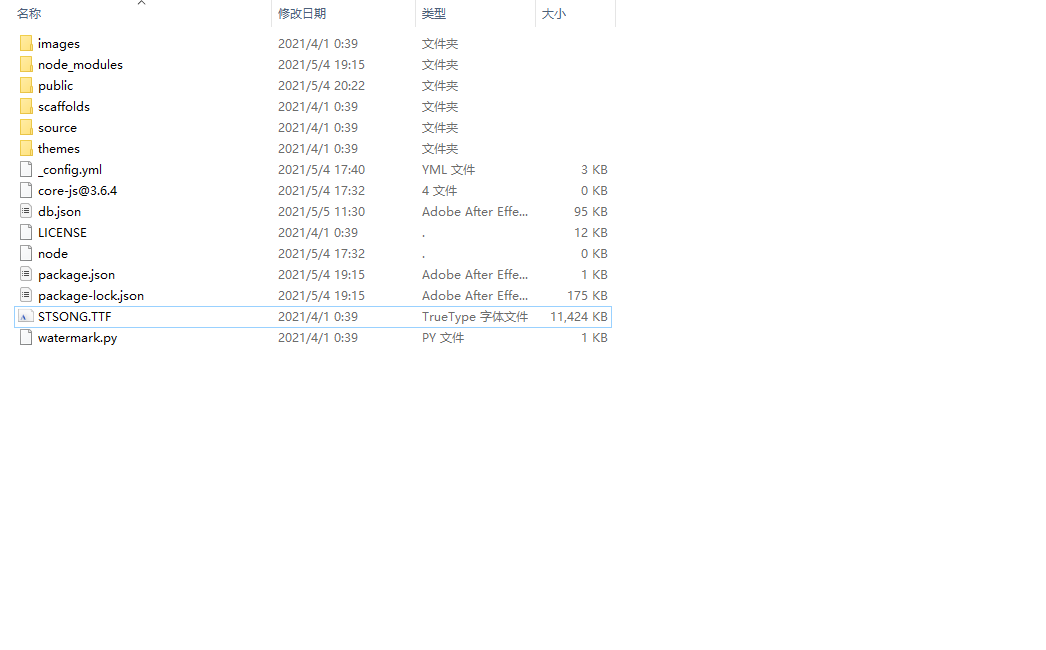 名称 修改日期 类型 大小
images 2021/4/1 0:39 文件夹
node_modules 2021/5/4 19:15 文件夹
public 2021/5/4 20:22 文件夹
scaffolds 2021/4/1 0:39 文件夹
source 2021/4/1 0:39 文件夹
themes 2021/4/1 0:39 文件夹
_config.yml 2021/5/4 17:40 YML 文件 3 KB
core-js@3.6.4 2021/5/4 17:32 4 文件 0 KB
db.json 2021/5/5 11:30 Adobe After Effe... 95 KB
LICENSE 2021/4/1 0:39 . 12 KB
node 2021/5/4 17:32 . 0 KB
package.json 2021/5/4 19:15 Adobe After Effe... 1 KB
package-lock.json 2021/5/4 19:15 Adobe After Effe... 175 KB
STSONG.TTF 2021/4/1 0:39 TrueType 字体文件 11,424 KB
watermark.py 2021/4/1 0:39 PY 文件 1 KB